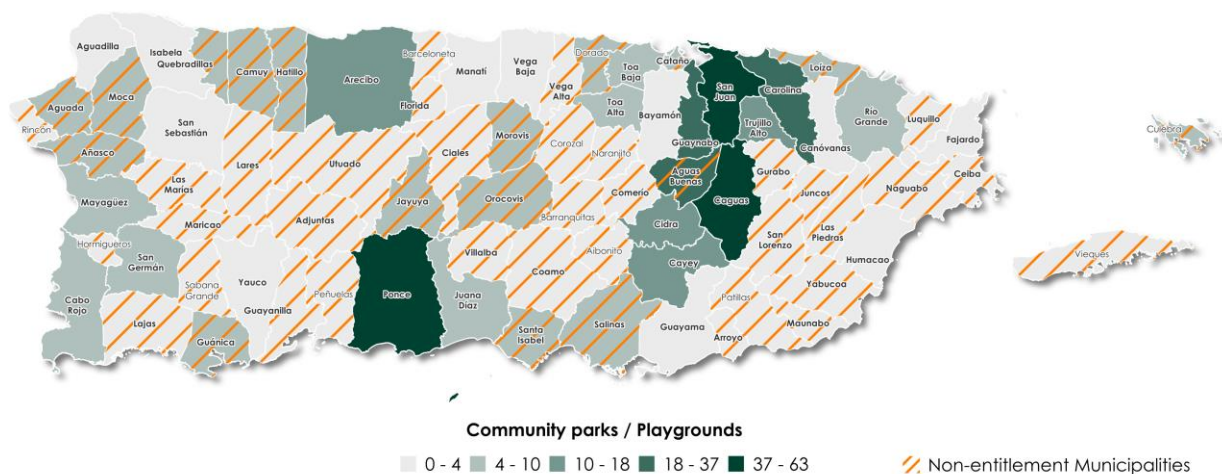 Aguadilla
Isabela
Quebradillas
Camuy
Hatillo
Arecibo
Barceloneta
Manatí
Vega
Baja
Vega
Alta
Dorado
Toa
Baja
Cataño
San
Juan
Carolina
Loiza
Aguada
Moca
San
Sebastián
Florida
Toa
Alta
Bayamón
Guaynabo
Trujillo
Alto
Canóvanas
Río
Grande
Luquillo
Fajardo
Culebra
Rincón
Añasco
Lares
Utuado
Ciales
Morovis
Corozal
Naranjito
Aguas
Buenas
Gurabo
Ceiba
Las
Marías
Mayagüez
Maricao
Adjuntas
Jayuya
Orocovis
Barranquitas
Comerío
Caguas
Juncos
Naguabo
Cidra
San
Lorenzo
Las
Piedras
Humacao
Vieques
Hormigueros
San
Germán
Sabana
Grande
Yauco
Guayanilla
Peñuelas
Ponce
Villalba
Coamo
Aibonito
Cayey
Yabucoa
Cabo
Rojo
Lajas
Guánica
Juana
Díaz
Santa
Isabel
Salinas
Guayama
Patillas
Arroyo
Maunabo
Community parks / Playgrounds
0 - 4 4 - 10 10 - 18 18 - 37 37 - 63 Non-entitlement Municipalities